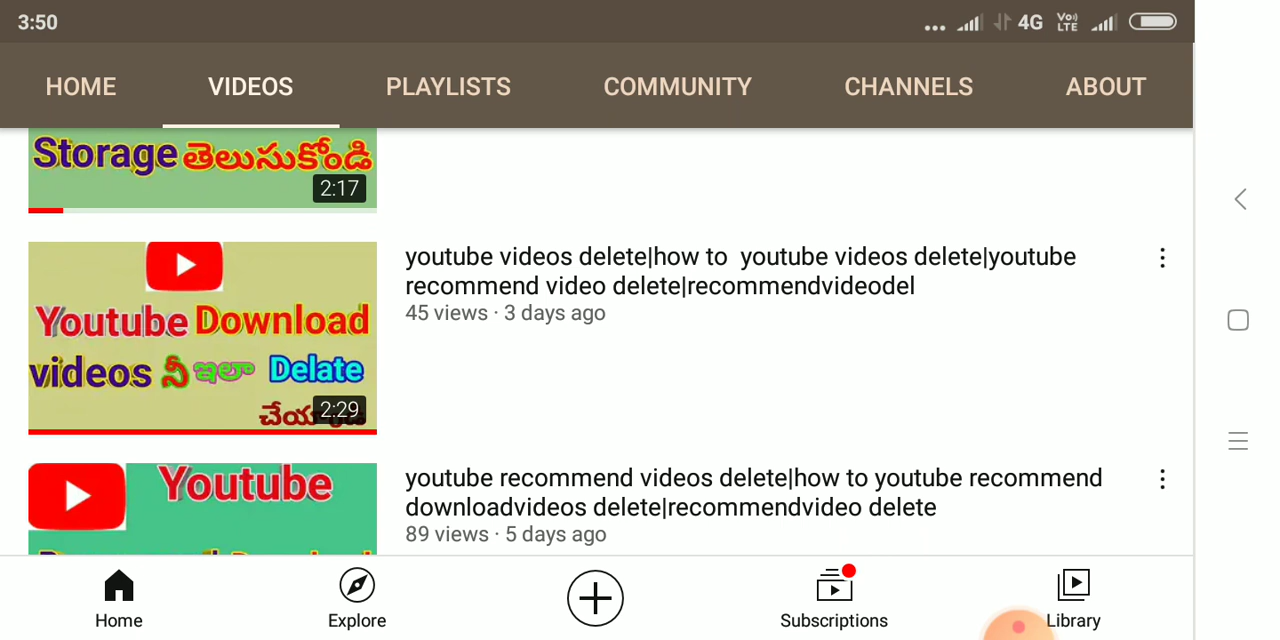 3:50
4G Vo) LTE
HOME VIDEOS PLAYLISTS COMMUNITY CHANNELS ABOUT
Storage తెలుసుకోండి
2:17
youtube videos delete|how to youtube videos delete|youtube
recommend video delete|recommendvideodel
45 views · 3 days ago
Youtube Download
videos నీ ఇలా Delate
2:29
youtube recommend videos delete|how to youtube recommend
downloadvideos delete|recommendvideo delete
89 views · 5 days ago
Youtube
Home Explore Subscriptions Library